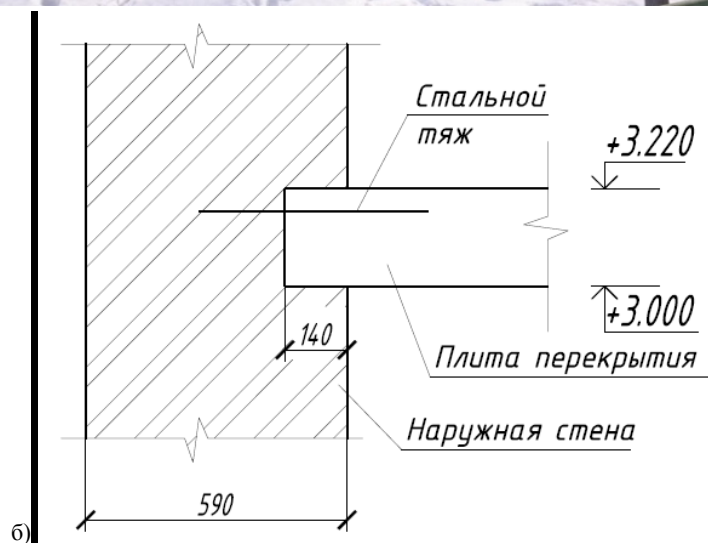 Стальной
тяж
+3.220
140
+3.000
Плита перекрытия
Наружная стена
590
б)